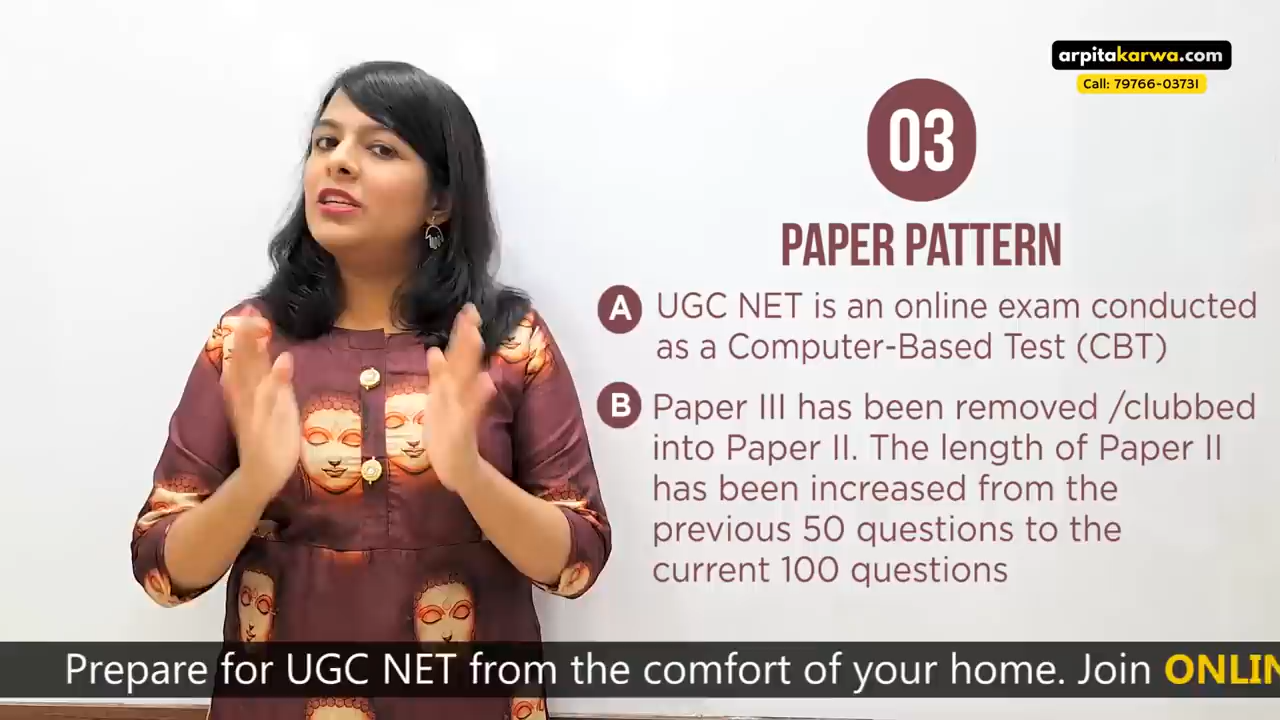 arpitakarwa.com
Call: 79766-03731
03
PAPER PATTERN
A UGC NET is an online exam conducted
as a Computer-Based Test (CBT)
B Paper III has been removed /clubbed
into Paper II. The length of Paper II
has been increased from the
previous 50 questions to the
current 100 questions
Prepare for UGC NET from the comfort of your home. Join ONLIN